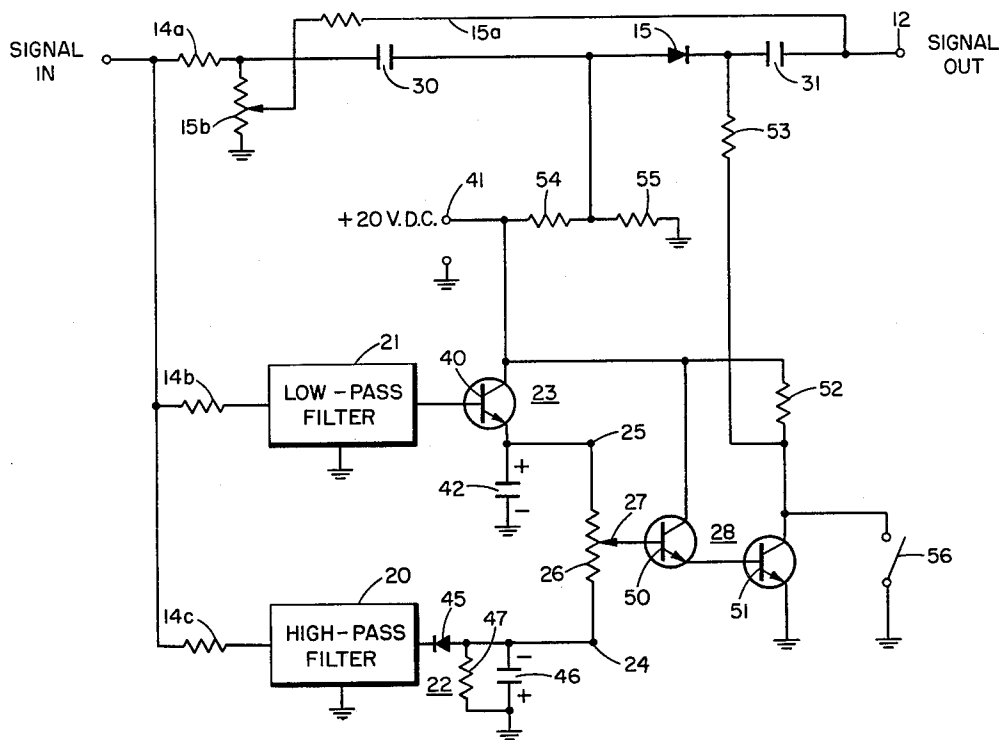 14a
15a
15
12
SIGNAL
IN
SIGNAL
OUT
30
31
15b
53
54
55
41
+20 V. D.C.
21
40
23
14b
LOW-PASS
FILTER
52
25
+
42
-
27
28
26
50
51
56
20
45
47
14c
HIGH-PASS
FILTER
24
-
22
46
+